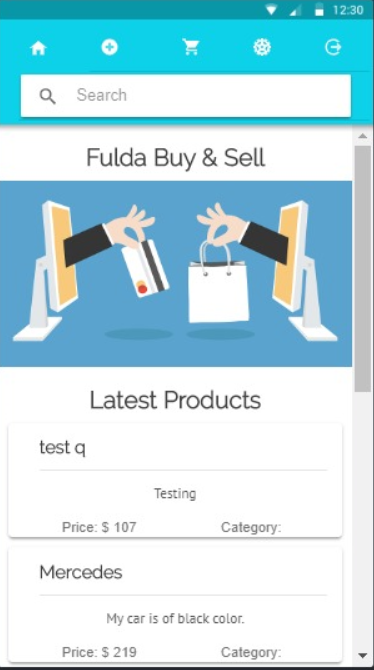 12:30
Search
Fulda Buy & Sell
Latest Products
test q
Testing
Price: $ 107 Category:
Mercedes
My car is of black color.
Price: $ 219 Category: